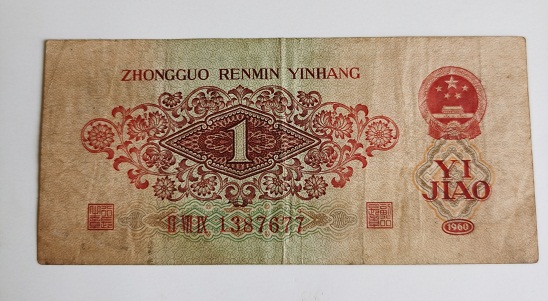 ZHONGGUO RENMIN YINHANG
1
YI
JIAO
1387677
1960